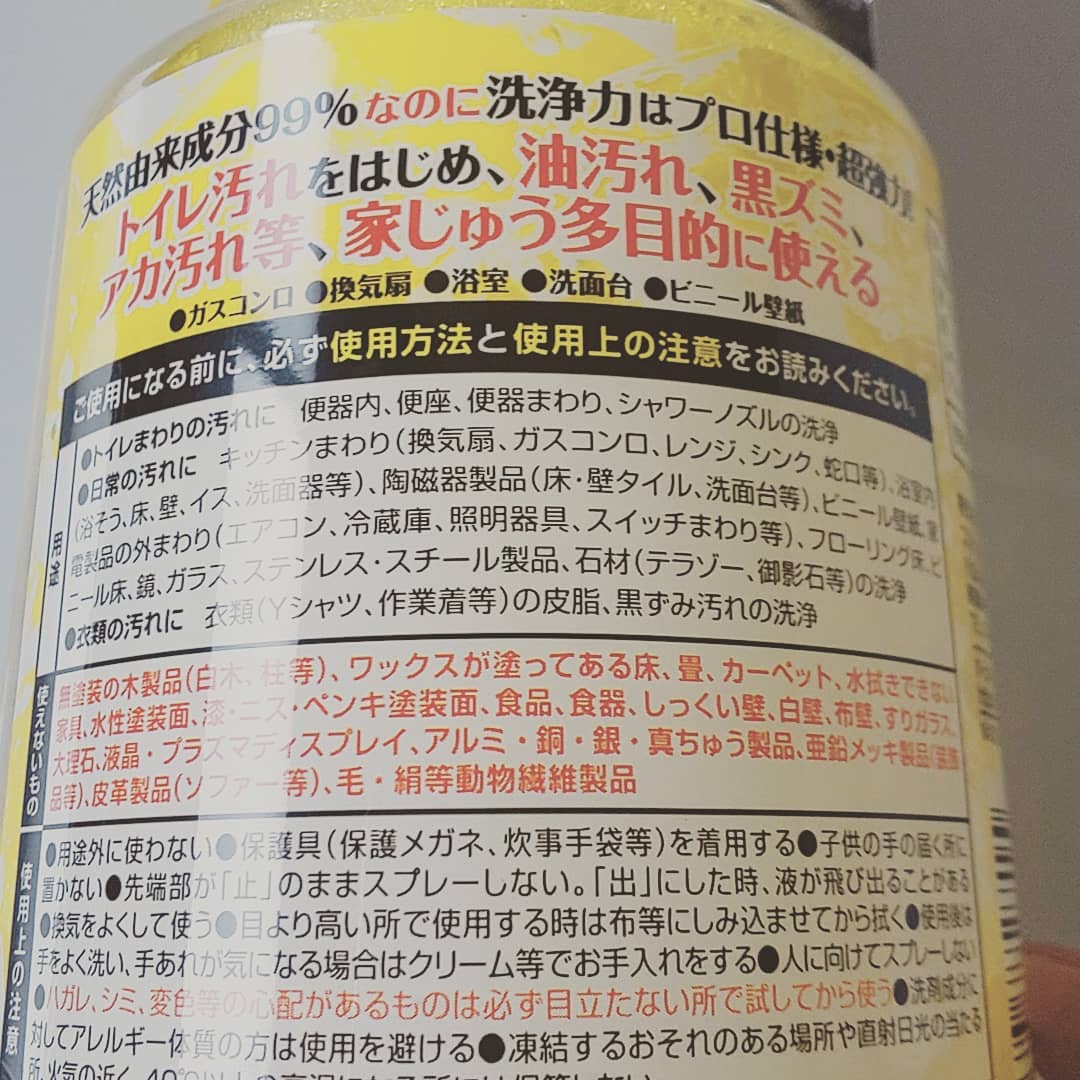 天然由来成分99%なのに洗浄力はプロ仕様・超強力!
トイレ汚れをはじめ、油汚れ、黒ズミ、
アカ汚れ等、家じゅう多目的に使える
●ガスコンロ ●換気扇 ●浴室 ●洗面台 ●ビニール壁紙
ご使用になる前に、必ず使用方法と使用上の注意をお読みください。
用途
●トイレまわりの汚れに 便器内、便座、便器まわり、シャワーノズルの洗浄
●日常の汚れに キッチンまわり(換気扇、ガスコンロ、レンジ、シンク、蛇口等)、浴室内
(浴そう、床、壁、イス、洗面器等)、陶磁器製品(床・壁タイル、洗面台等)、ビニール壁紙、家
電製品の外まわり(エアコン、冷蔵庫、照明器具、スイッチまわり等)、フローリング床、ビ
ニール床、鏡、ガラス、ステンレス・スチール製品、石材(テラゾー、御影石等)の洗浄
●衣類の汚れに 衣類(Yシャツ、作業着等)の皮脂、黒ずみ汚れの洗浄
使えないもの
無塗装の木製品(白木、柱等)、ワックスが塗ってある床、畳、カーペット、水拭きできない
家具、水性塗装面、漆・ニス・ペンキ塗装面、食品、食器、しっくい壁、白壁、布壁、すりガラス、
大理石、液晶・プラズマディスプレイ、アルミ・銅・銀・真ちゅう製品、亜鉛メッキ製品(装飾
品等)、皮革製品(ソファー等)、毛・絹等動物繊維製品
使用上の注意
●用途外に使わない●保護具(保護メガネ、炊事手袋等)を着用する●子供の手の届く所に
置かない●先端部が「止」のままスプレーしない。「出」にした時、液が飛び出ることがある
●換気をよくして使う●目より高い所で使用する時は布等にしみ込ませてから拭く●使用後は
手をよく洗い、手あれが気になる場合はクリーム等でお手入れをする●人に向けてスプレーしない
●ハガレ、シミ、変色等の心配があるものは必ず目立たない所で試してから使う●洗剤成分に
対してアレルギー体質の方は使用を避ける●凍結するおそれのある場所や直射日光の当たる
所、火気の近く、40℃以上の高温になる所には保管しない